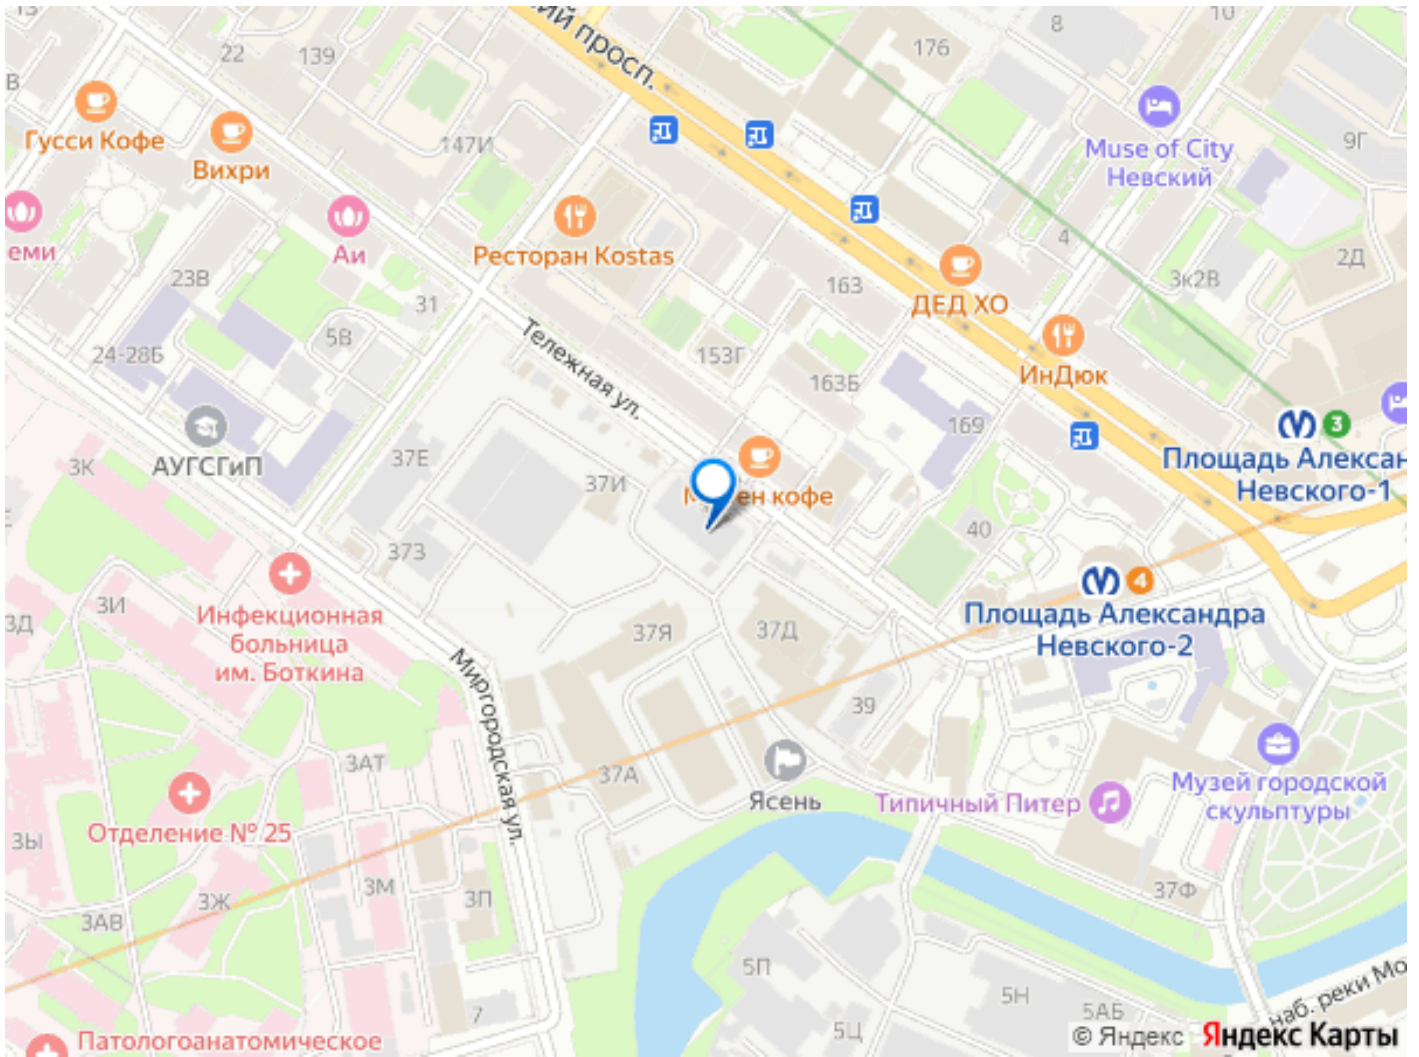 13
22
139
ий просп.
176
8
10
В
Гусси Кофе
Вихри
147И
Muse of City
Невский
9Г
еми
Аи
Ресторан Kostas
23В
31
5В
24-28Б
163
ДЕД ХО
4
3к2В
2Д
Тележная ул.
153Г
163Б
ИнДюк
169
3
Площадь Алексан
Невского-1
АУГСГиП
3К
37Е
37И
ен кофе
40
373
4
Площадь Александра
Невского-2
3И
3Д
Инфекционная
больница
им. Боткина
37Я
37Д
Миргородская ул.
39
3АТ
37А
Ясень
Типичный Питер
Музей городской
скульптуры
Отделение № 25
3Ы
3М
3П
3Ж
3АВ
37Ф
5П
5Н
5АБ
5Ц
7
наб. реки Мо
Патологоанатомическое
© Яндекс Яндекс Карты